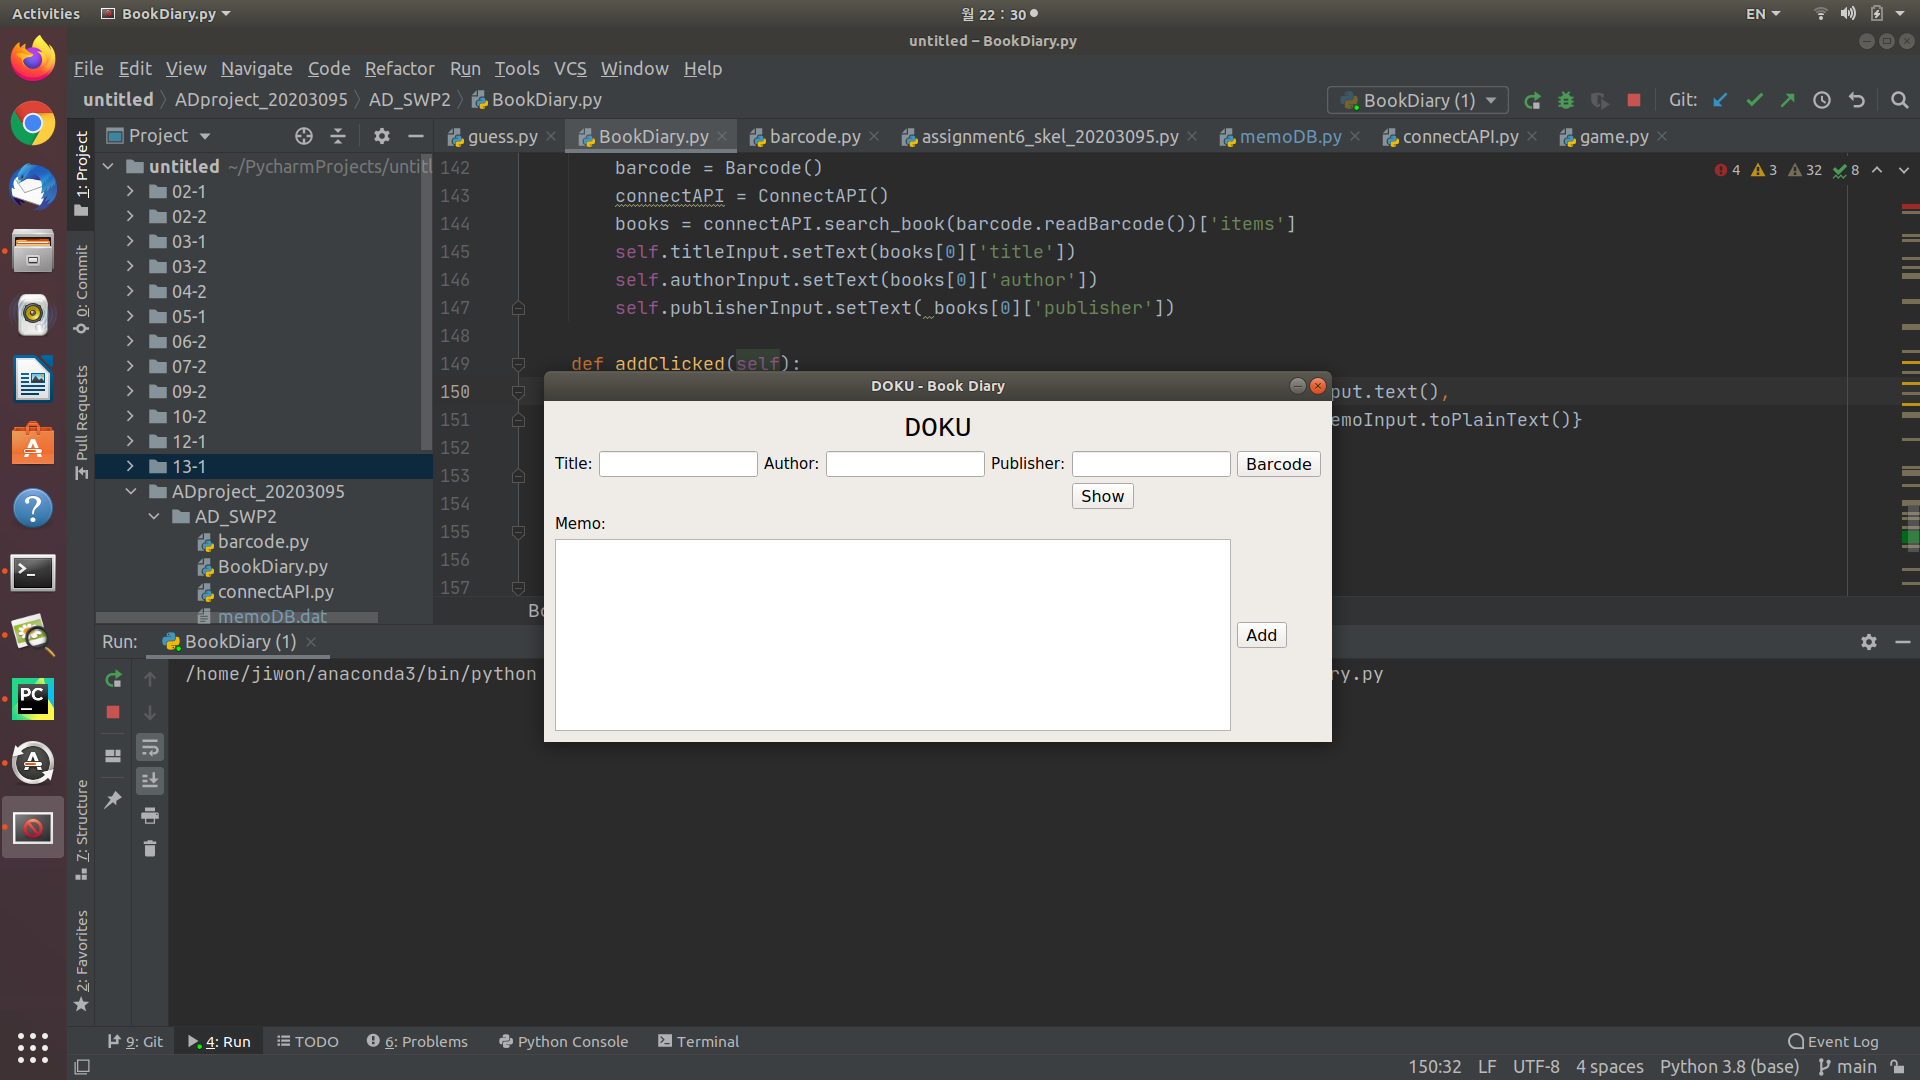 Activities BookDiary.py 월 22 : 30 EN
untitled – BookDiary.py
File Edit View Navigate Code Refactor Run Tools VCS Window Help
untitled ADproject_20203095 AD_SWP2 BookDiary.py BookDiary (1) Git:
1: Project
0: Commit
Pull Requests
7: Structure
2: Favorites
Project
untitled ~/PycharmProjects/untitl
02-1
02-2
03-1
03-2
04-2
05-1
06-2
07-2
09-2
10-2
12-1
13-1
ADproject_20203095
AD_SWP2
barcode.py
BookDiary.py
connectAPI.py
memoDB.dat
guess.py BookDiary.py barcode.py assignment6_skel_20203095.py memoDB.py connectAPI.py game.py
4 3 32 8
142 barcode = Barcode()
143 connectAPI = ConnectAPI()
144 books = connectAPI.search_book(barcode.readBarcode())['items']
145 self.titleInput.setText(books[0]['title'])
146 self.authorInput.setText(books[0]['author'])
147 self.publisherInput.setText( books[0]['publisher'])
148
149 def addClicked(self):
150 put.text(),
151 emoInput.toPlainText()}
152
153
154
155
156
157
DOKU - Book Diary
DOKU
Title: Author: Publisher: Barcode
Show
Memo:
Add
Run: BookDiary (1)
/home/jiwon/anaconda3/bin/python ry.py
9: Git 4: Run TODO 6: Problems Python Console Terminal Event Log
150:32 LF UTF-8 4 spaces Python 3.8 (base) main